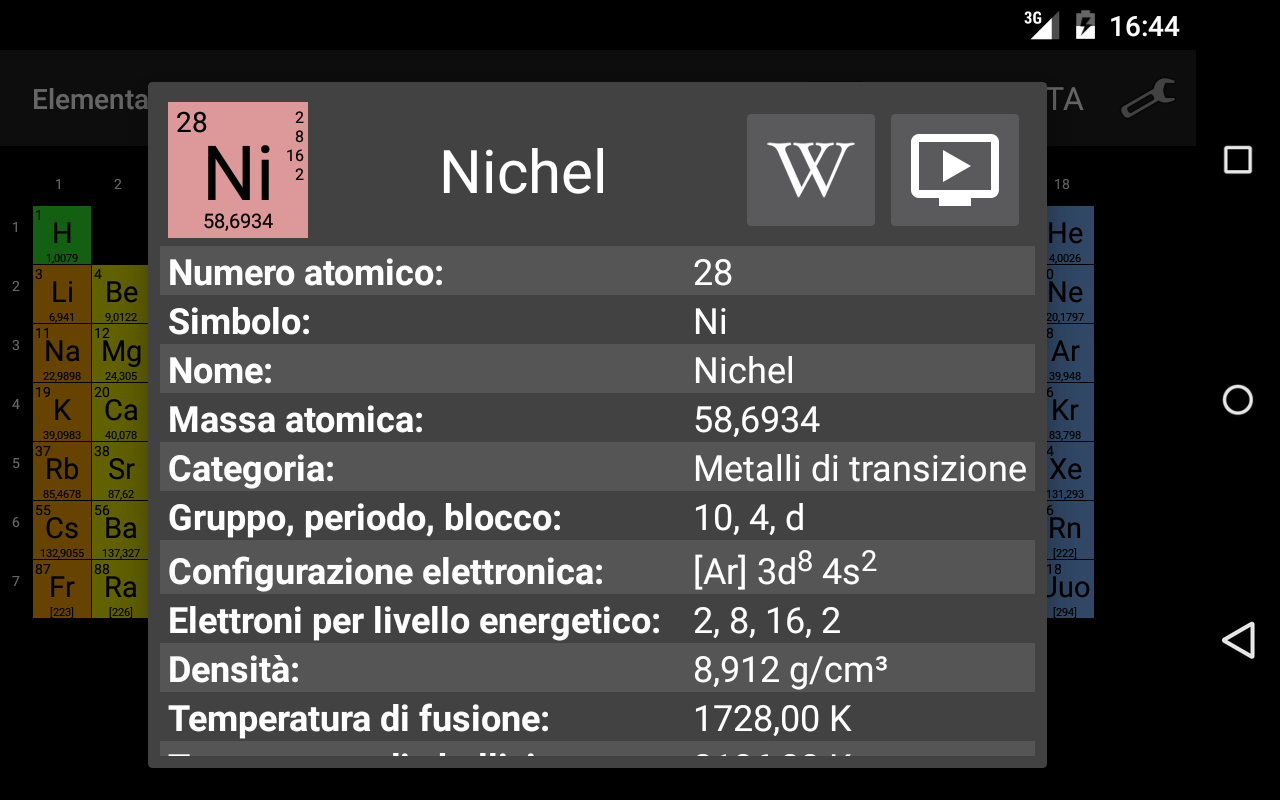 3G 16:44
Elementa
TA
28
2
8
16
2
Ni
58,6934
Nichel
W
Numero atomico: 28
Simbolo: Ni
Nome: Nichel
Massa atomica: 58,6934
Categoria: Metalli di transizione
Gruppo, periodo, blocco: 10, 4, d
Configurazione elettronica: [Ar] 3d⁸ 4s²
Elettroni per livello energetico: 2, 8, 16, 2
Densità: 8,912 g/cm³
Temperatura di fusione: 1728,00 K
1 2 18
1
1 H 1,0079
He 4,0026
2
3 Li 6,941
4 Be 9,0122
0 Ne 20,1797
3
11 Na 22,9898
12 Mg 24,305
8 Ar 39,948
4
19 K 39,0983
20 Ca 40,078
6 Kr 83,798
5
37 Rb 85,4678
38 Sr 87,62
4 Xe 131,293
6
55 Cs 132,9055
56 Ba 137,327
6 Rn [222]
7
87 Fr [223]
88 Ra [226]
18 Uuo [294]